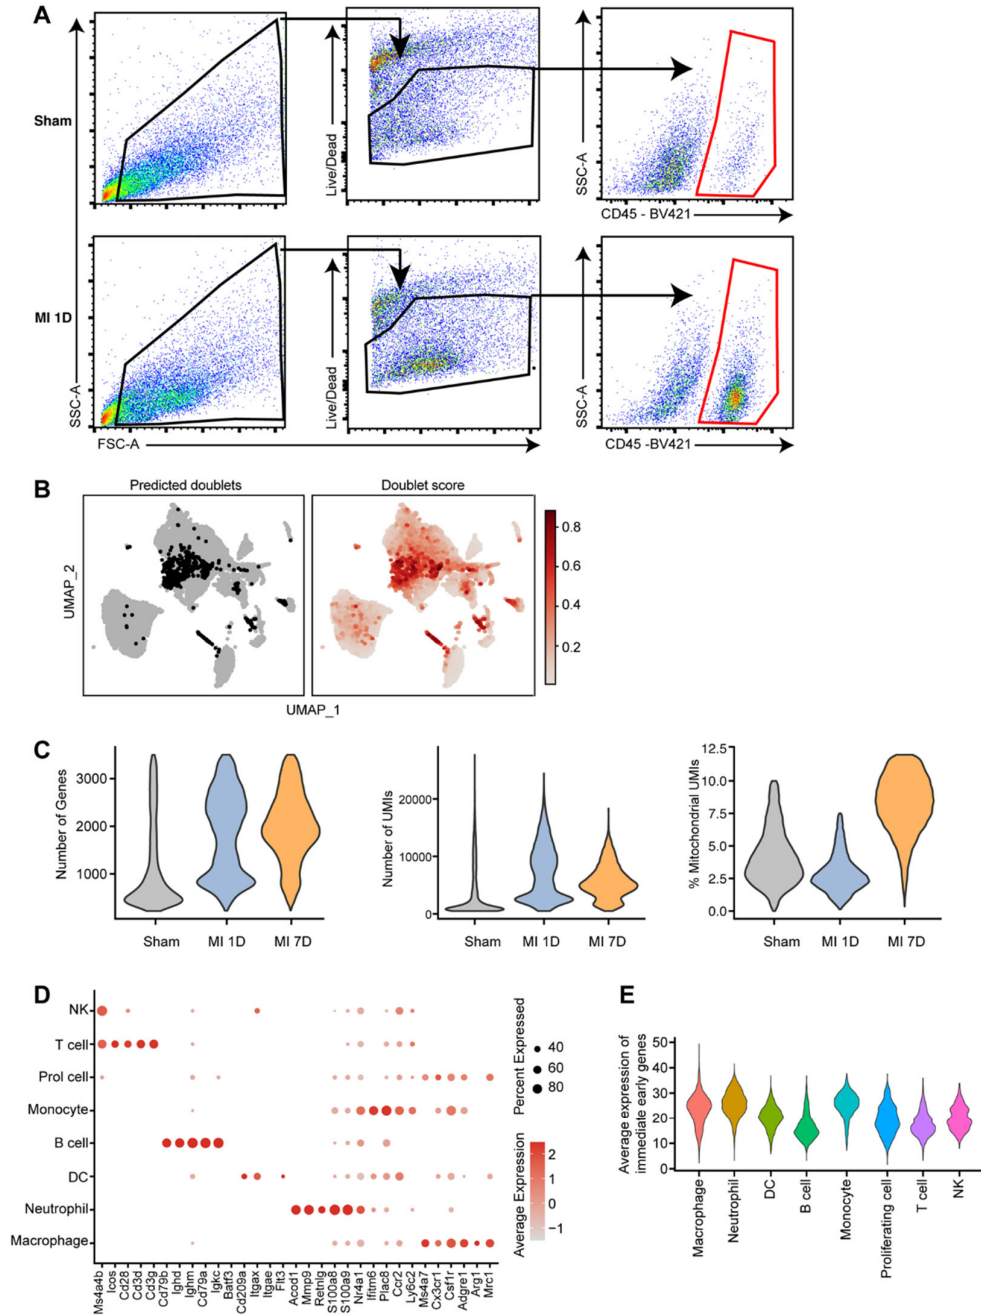 A
Sham
Live/Dead
SSC-A
CD45 - BV421
MI 1D
SSC-A
FSC-A
Live/Dead
SSC-A
CD45 -BV421
B
Predicted doublets
Doublet score
UMAP_2
UMAP_1
0.8
0.6
0.4
0.2
C
Number of Genes
3000
2000
1000
Sham
MI 1D
MI 7D
Number of UMIs
20000
10000
0
Sham
MI 1D
MI 7D
% Mitochondrial UMIs
12.5
10.0
7.5
5.0
2.5
0.0
Sham
MI 1D
MI 7D
D
NK
T cell
Prol cell
Monocyte
B cell
DC
Neutrophil
Macrophage
Ms4a4b
Icos
Cd28
Cd3d
Cd3g
Cd79b
Ighd
Ighm
Cd79a
Igkc
Batf3
Cd209a
Itgax
Itgae
Flt3
Acod1
Mmp9
Retnlg
S100a8
S100a9
Nr4a1
Ifitm6
Plac8
Ccr2
Ly6c2
Ms4a7
Cx3cr1
Csf1r
Adgre1
Arg1
Mrc1
Percent Expressed
40
60
80
Average Expression
2
1
0
−1
E
Average expression of
immediate early genes
50
40
30
20
10
0
Macrophage
Neutrophil
DC
B cell
Monocyte
Proliferating cell
T cell
NK